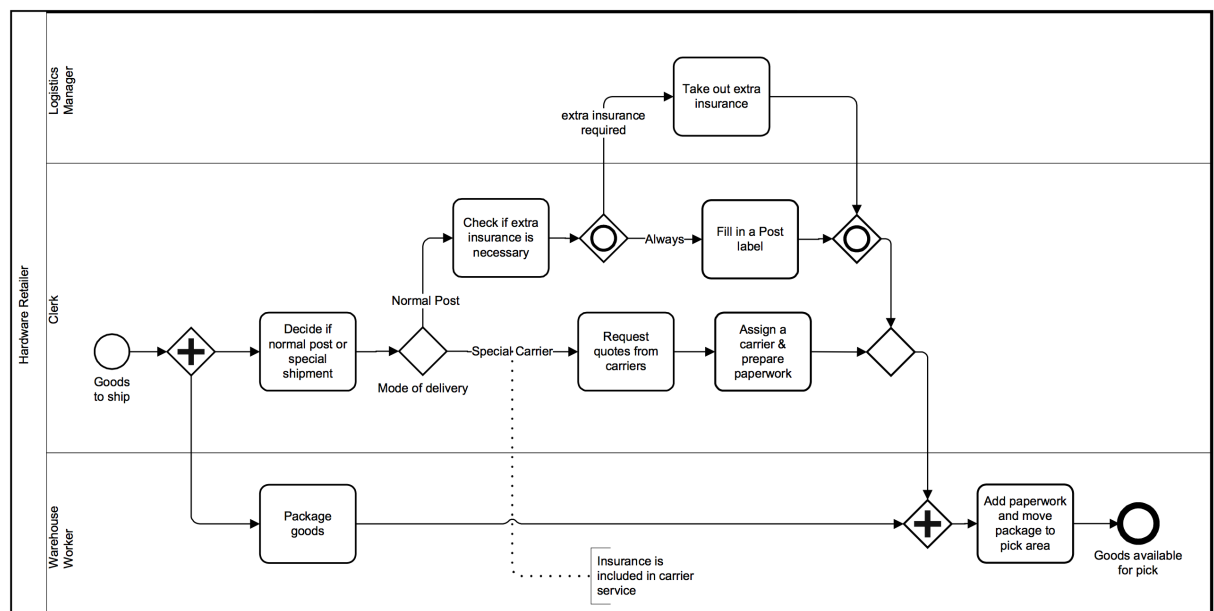 Hardware Retailer
Logistics
Manager
Take out extra
insurance
extra insurance
required
Clerk
Check if extra
insurance is
necessary
Always
Fill in a Post
label
Normal Post
Goods
to ship
Decide if
normal post or
special
shipment
Mode of delivery
Special Carrier
Request
quotes from
carriers
Assign a
carrier &
prepare
paperwork
Warehouse
Worker
Package
goods
Insurance is
included in carrier
service
Add paperwork
and move
package to
pick area
Goods available
for pick